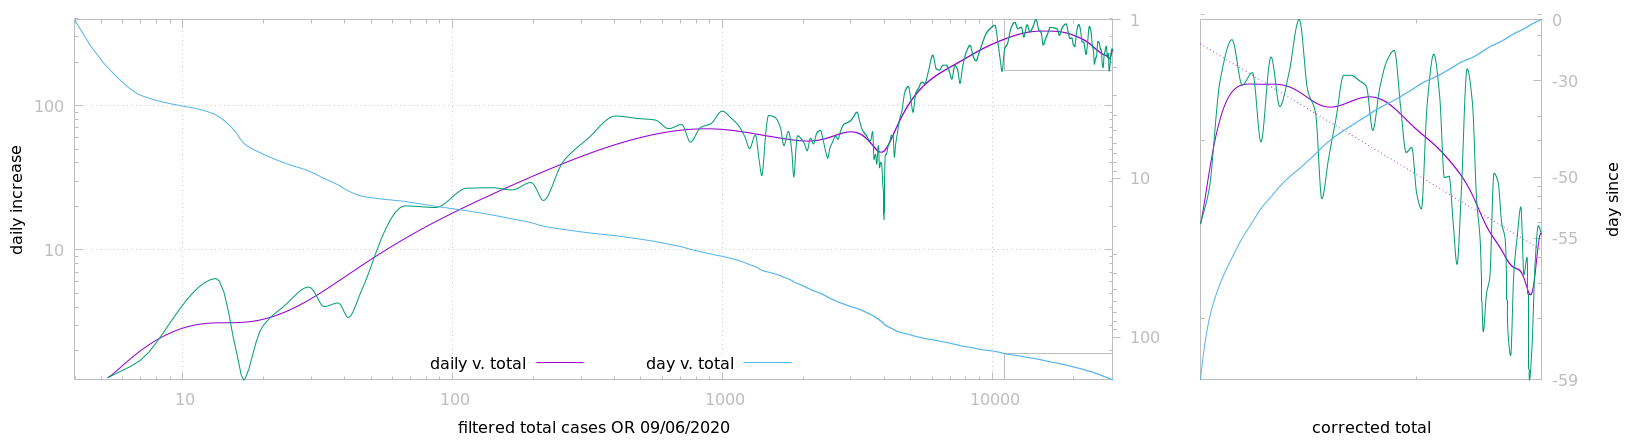 daily increase
100
10
10
100
1000
10000
1
10
100
daily v. total
day v. total
filtered total cases OR 09/06/2020
0
-30
-50
-55
-59
day since
corrected total